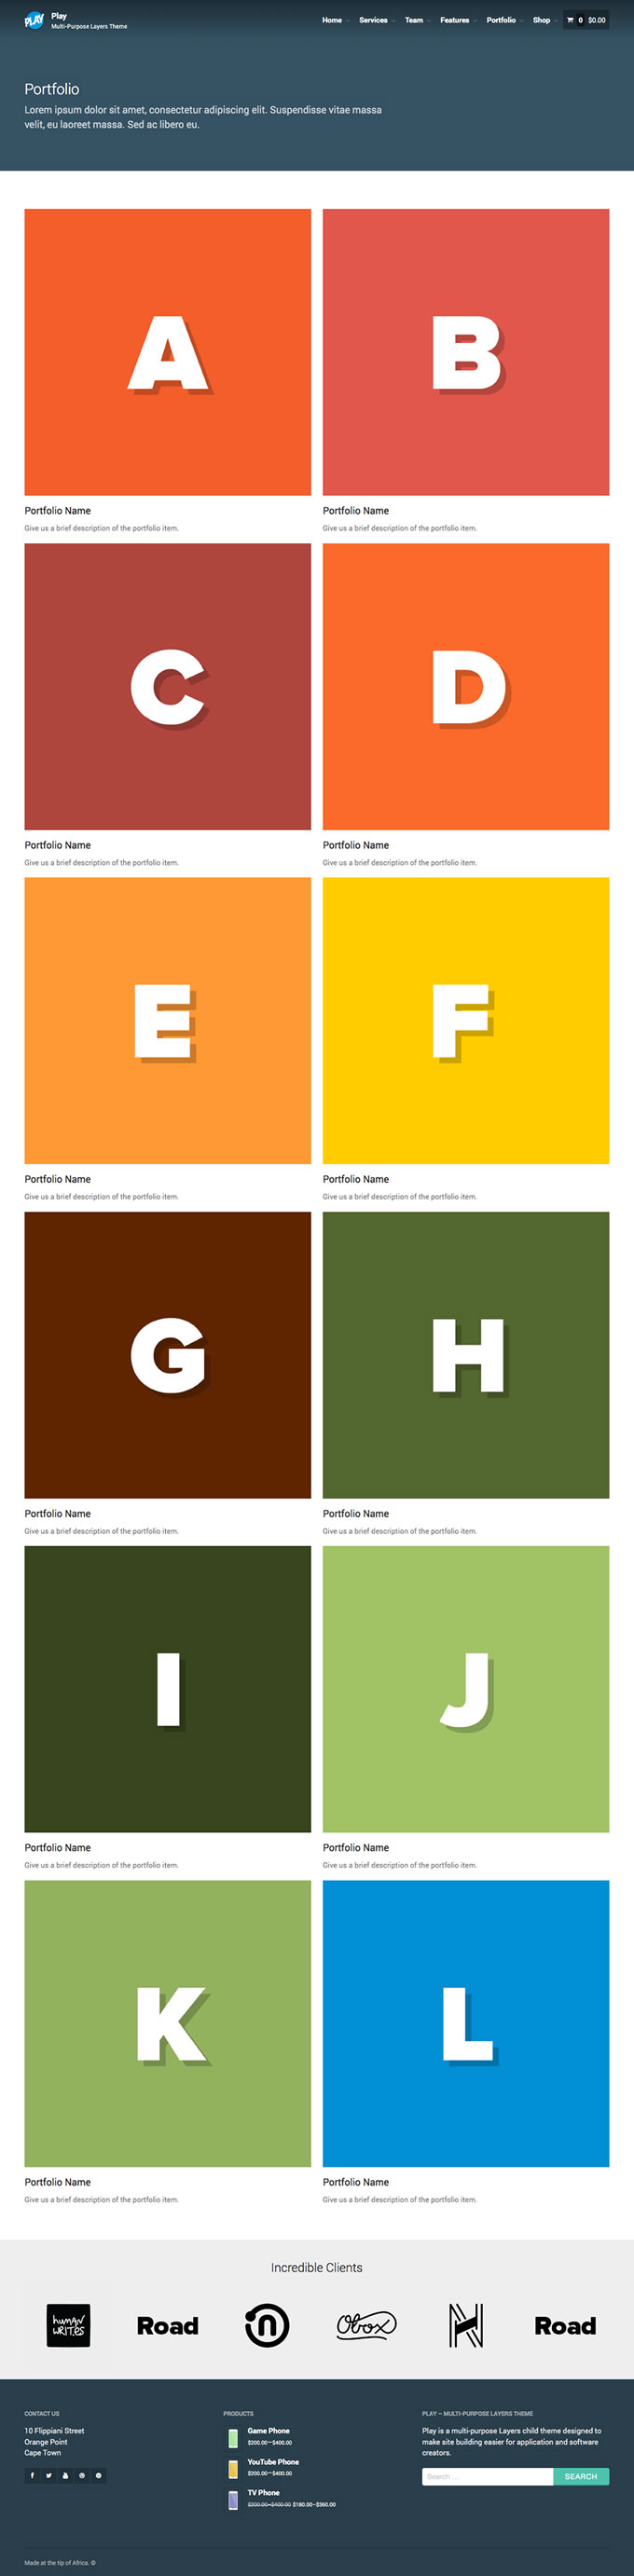 PLAY
Play
Multi-Purpose Layers Theme
Home Services Team Features Portfolio Shop 0 $0.00
Portfolio
Lorem ipsum dolor sit amet, consectetur adipiscing elit. Suspendisse vitae massa
velit, eu laoreet massa. Sed ac libero eu.
A B
Portfolio Name Portfolio Name
Give us a brief description of the portfolio item. Give us a brief description of the portfolio item.
C D
Portfolio Name Portfolio Name
Give us a brief description of the portfolio item. Give us a brief description of the portfolio item.
E F
Portfolio Name Portfolio Name
Give us a brief description of the portfolio item. Give us a brief description of the portfolio item.
G H
Portfolio Name Portfolio Name
Give us a brief description of the portfolio item. Give us a brief description of the portfolio item.
I J
Portfolio Name Portfolio Name
Give us a brief description of the portfolio item. Give us a brief description of the portfolio item.
K L
Portfolio Name Portfolio Name
Give us a brief description of the portfolio item. Give us a brief description of the portfolio item.
Incredible Clients
human
writ.es
Road n Obox N Road
CONTACT US
10 Flippiani Street
Orange Point
Cape Town
PRODUCTS
Game Phone
$200.00–$400.00
YouTube Phone
$200.00–$400.00
TV Phone
$200.00–$400.00 $180.00–$350.00
PLAY – MULTI-PURPOSE LAYERS THEME
Play is a multi-purpose Layers child theme designed to
make site building easier for application and software
creators.
Search ... SEARCH
Made at the tip of Africa. ©